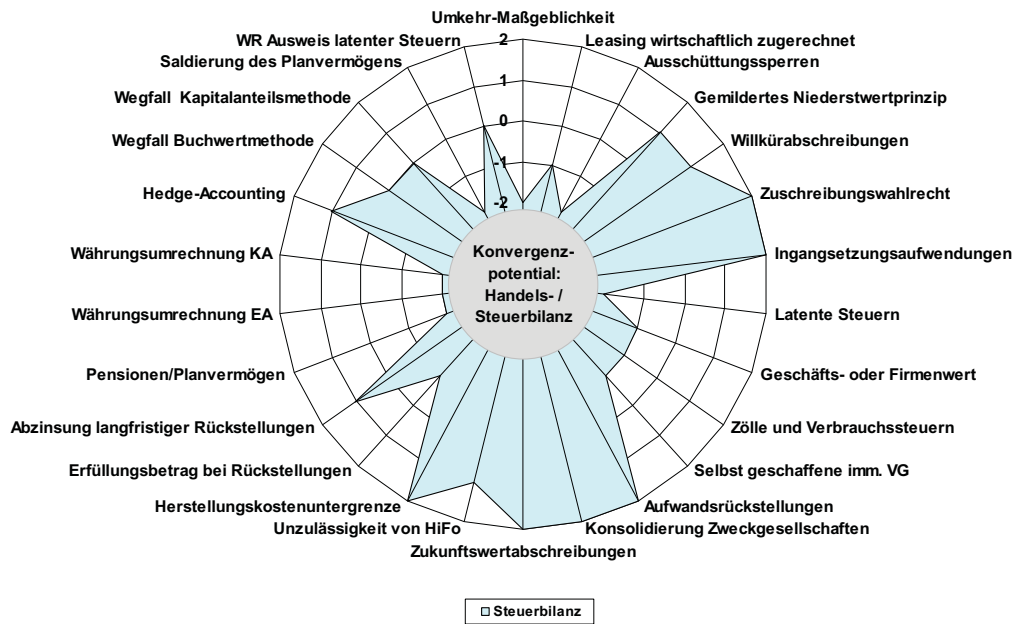 Umkehr-Maßgeblichkeit
WR Ausweis latenter Steuern
2
Leasing wirtschaftlich zugerechnet
Saldierung des Planvermögens
Ausschüttungssperren
1
Wegfall  Kapitalanteilsmethode
Gemildertes Niederstwertprinzip
0
Wegfall Buchwertmethode
Willkürabschreibungen
-1
Hedge-Accounting
Zuschreibungswahlrecht
-2
Währungsumrechnung KA
Konvergenz-
potential:
Handels- /
Steuerbilanz
Ingangsetzungsaufwendungen
Währungsumrechnung EA
Latente Steuern
Pensionen/Planvermögen
Geschäfts- oder Firmenwert
Abzinsung langfristiger Rückstellungen
Zölle und Verbrauchssteuern
Erfüllungsbetrag bei Rückstellungen
Selbst geschaffene imm. VG
Herstellungskostenuntergrenze
Aufwandsrückstellungen
Unzulässigkeit von HiFo
Konsolidierung Zweckgesellschaften
Zukunftswertabschreibungen
Steuerbilanz